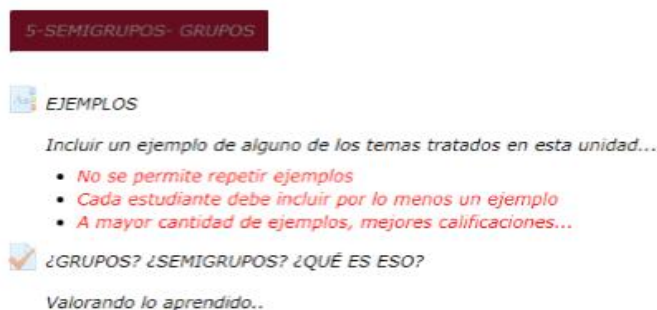 5-SEMIGRUPOS- GRUPOS
EJEMPLOS
Incluir un ejemplo de alguno de los temas tratados en esta unidad...
• No se permite repetir ejemplos
• Cada estudiante debe incluir por lo menos un ejemplo
• A mayor cantidad de ejemplos, mejores calificaciones...
¿GRUPOS? ¿SEMIGRUPOS? ¿QUÉ ES ESO?
Valorando lo aprendido..